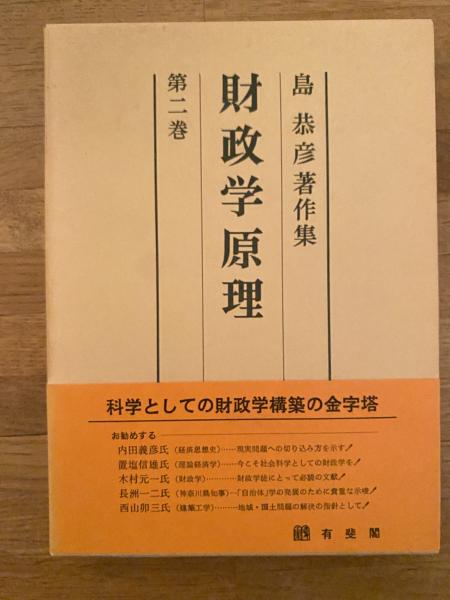 島 恭彦著作集
財政学原理
第二巻
科学としての財政学構築の金字塔
お勧めする
内田義彦氏（経済思想史）……現実問題への切り込み方を示す！
置塩信雄氏（理論経済学）……今こそ社会科学としての財政学を！
木村元一氏（財政学）…………財政学徒にとって必読の文献！
長洲一二氏（神奈川県知事）…「自治体」学の発展のために貴重な示唆！
西山夘三氏（建築工学）………地域・国土問題の解決の指針として！
有斐閣